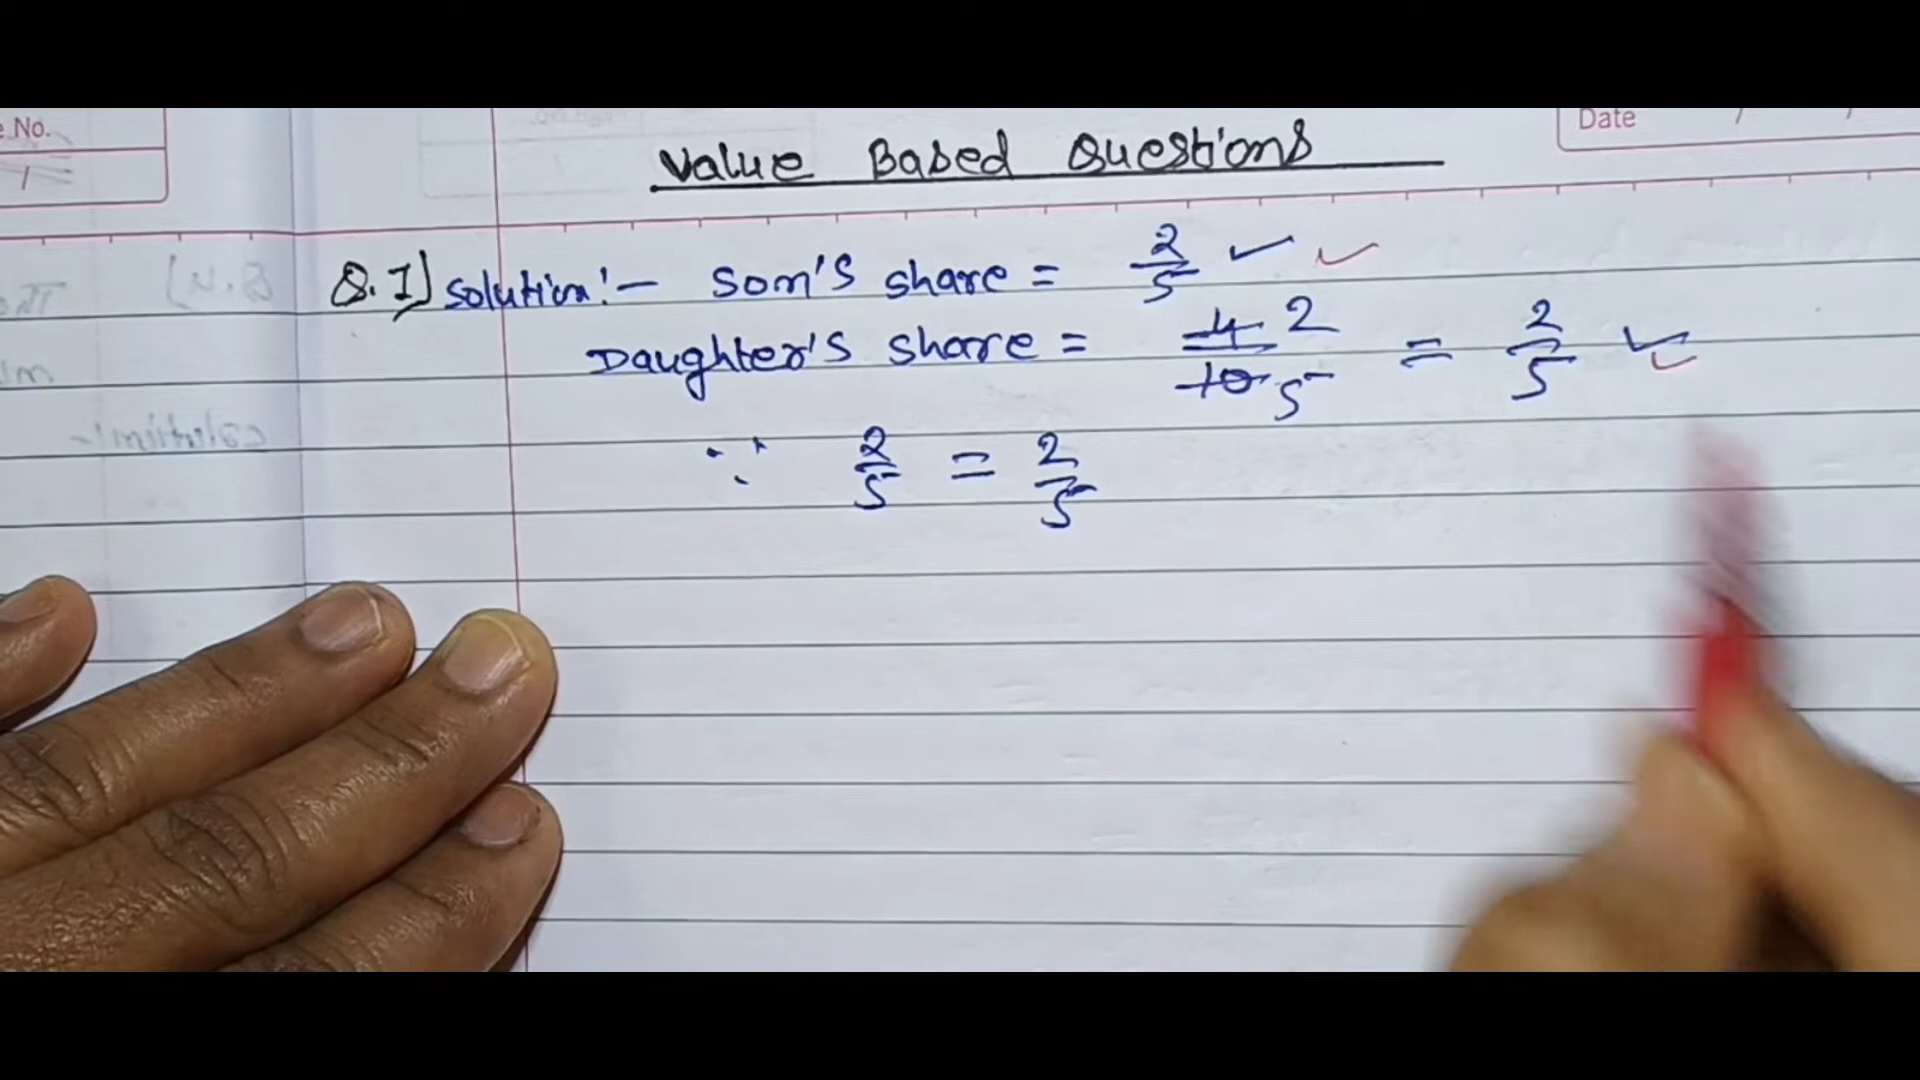 e No.
Date / /
Value Based Questions
Q.I] Solution:- Son's share = 2/5 ✓ ✓
Daughter's share = 4/10 2/5 = 2/5 ✓ ✓
∵ 2/5 = 2/5